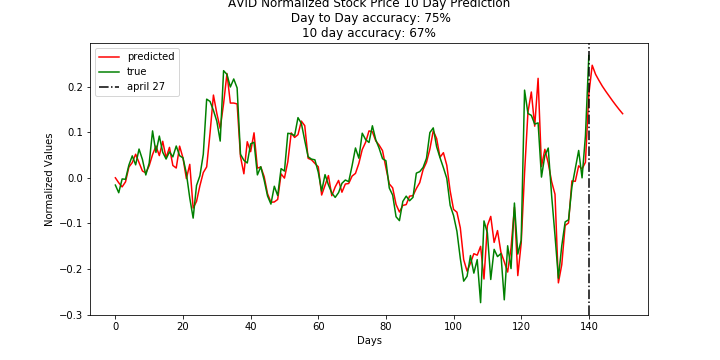 AVID Normalized Stock Price 10 Day Prediction
Day to Day accuracy: 75%
10 day accuracy: 67%
predicted
true
april 27
Normalized Values
0.2
0.1
0.0
−0.1
−0.2
−0.3
0 20 40 60 80 100 120 140
Days